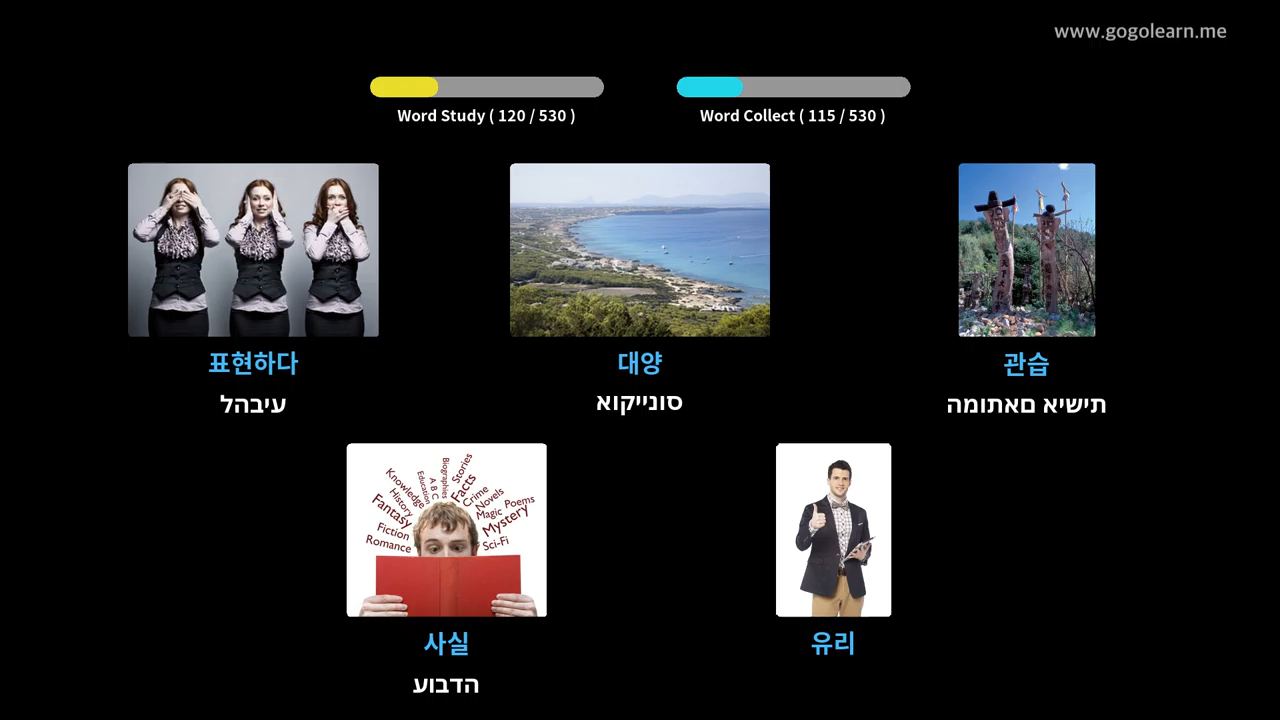 www.gogolearn.me
Word Study ( 120 / 530 )
Word Collect ( 115 / 530 )
표현하다
להביע
대양
אוקיינוס
관습
המותאם אישית
Knowledge
History
Fantasy
Fiction
Romance
Education
A B C
Biographies
Stories
Facts
Crime
Novels
Magic
Poems
Mystery
Sci-Fi
사실
עובדה
유리